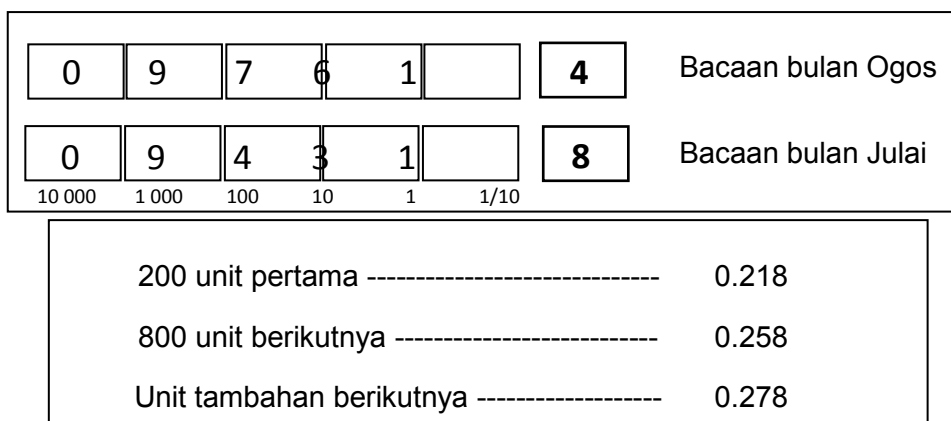 0 9 7 6 1 4 Bacaan bulan Ogos
0 9 4 3 1 8 Bacaan bulan Julai
10 000 1 000 100 10 1 1/10
200 unit pertama ------------------------------ 0.218
800 unit berikutnya --------------------------- 0.258
Unit tambahan berikutnya ------------------- 0.278